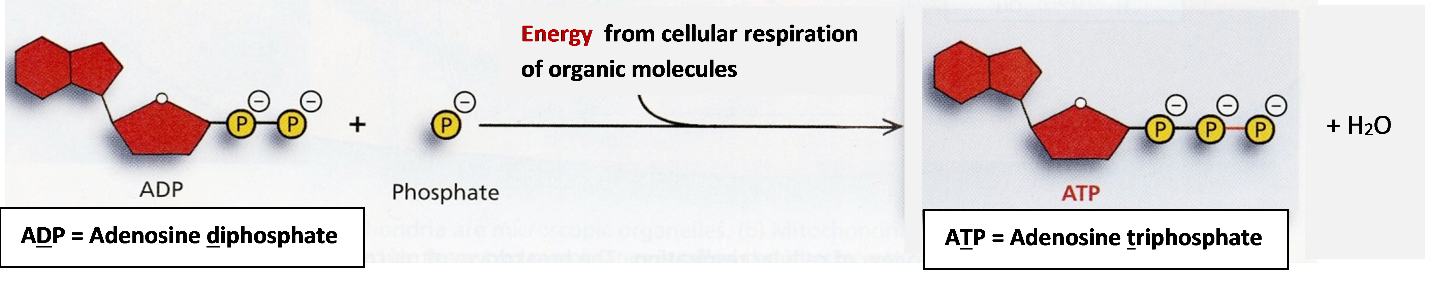 Energy from cellular respiration
of organic molecules
P
P
+
P
P
P
P
+ H₂O
ADP
Phosphate
ATP
ADP = Adenosine diphosphate
ATP = Adenosine triphosphate